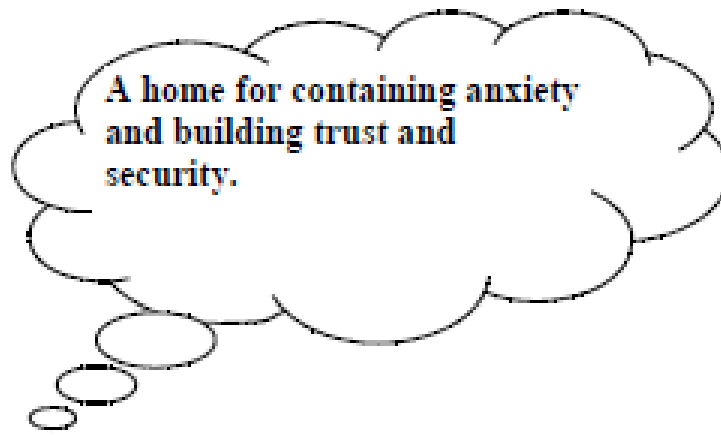 A home for containing anxiety
and building trust and
security.